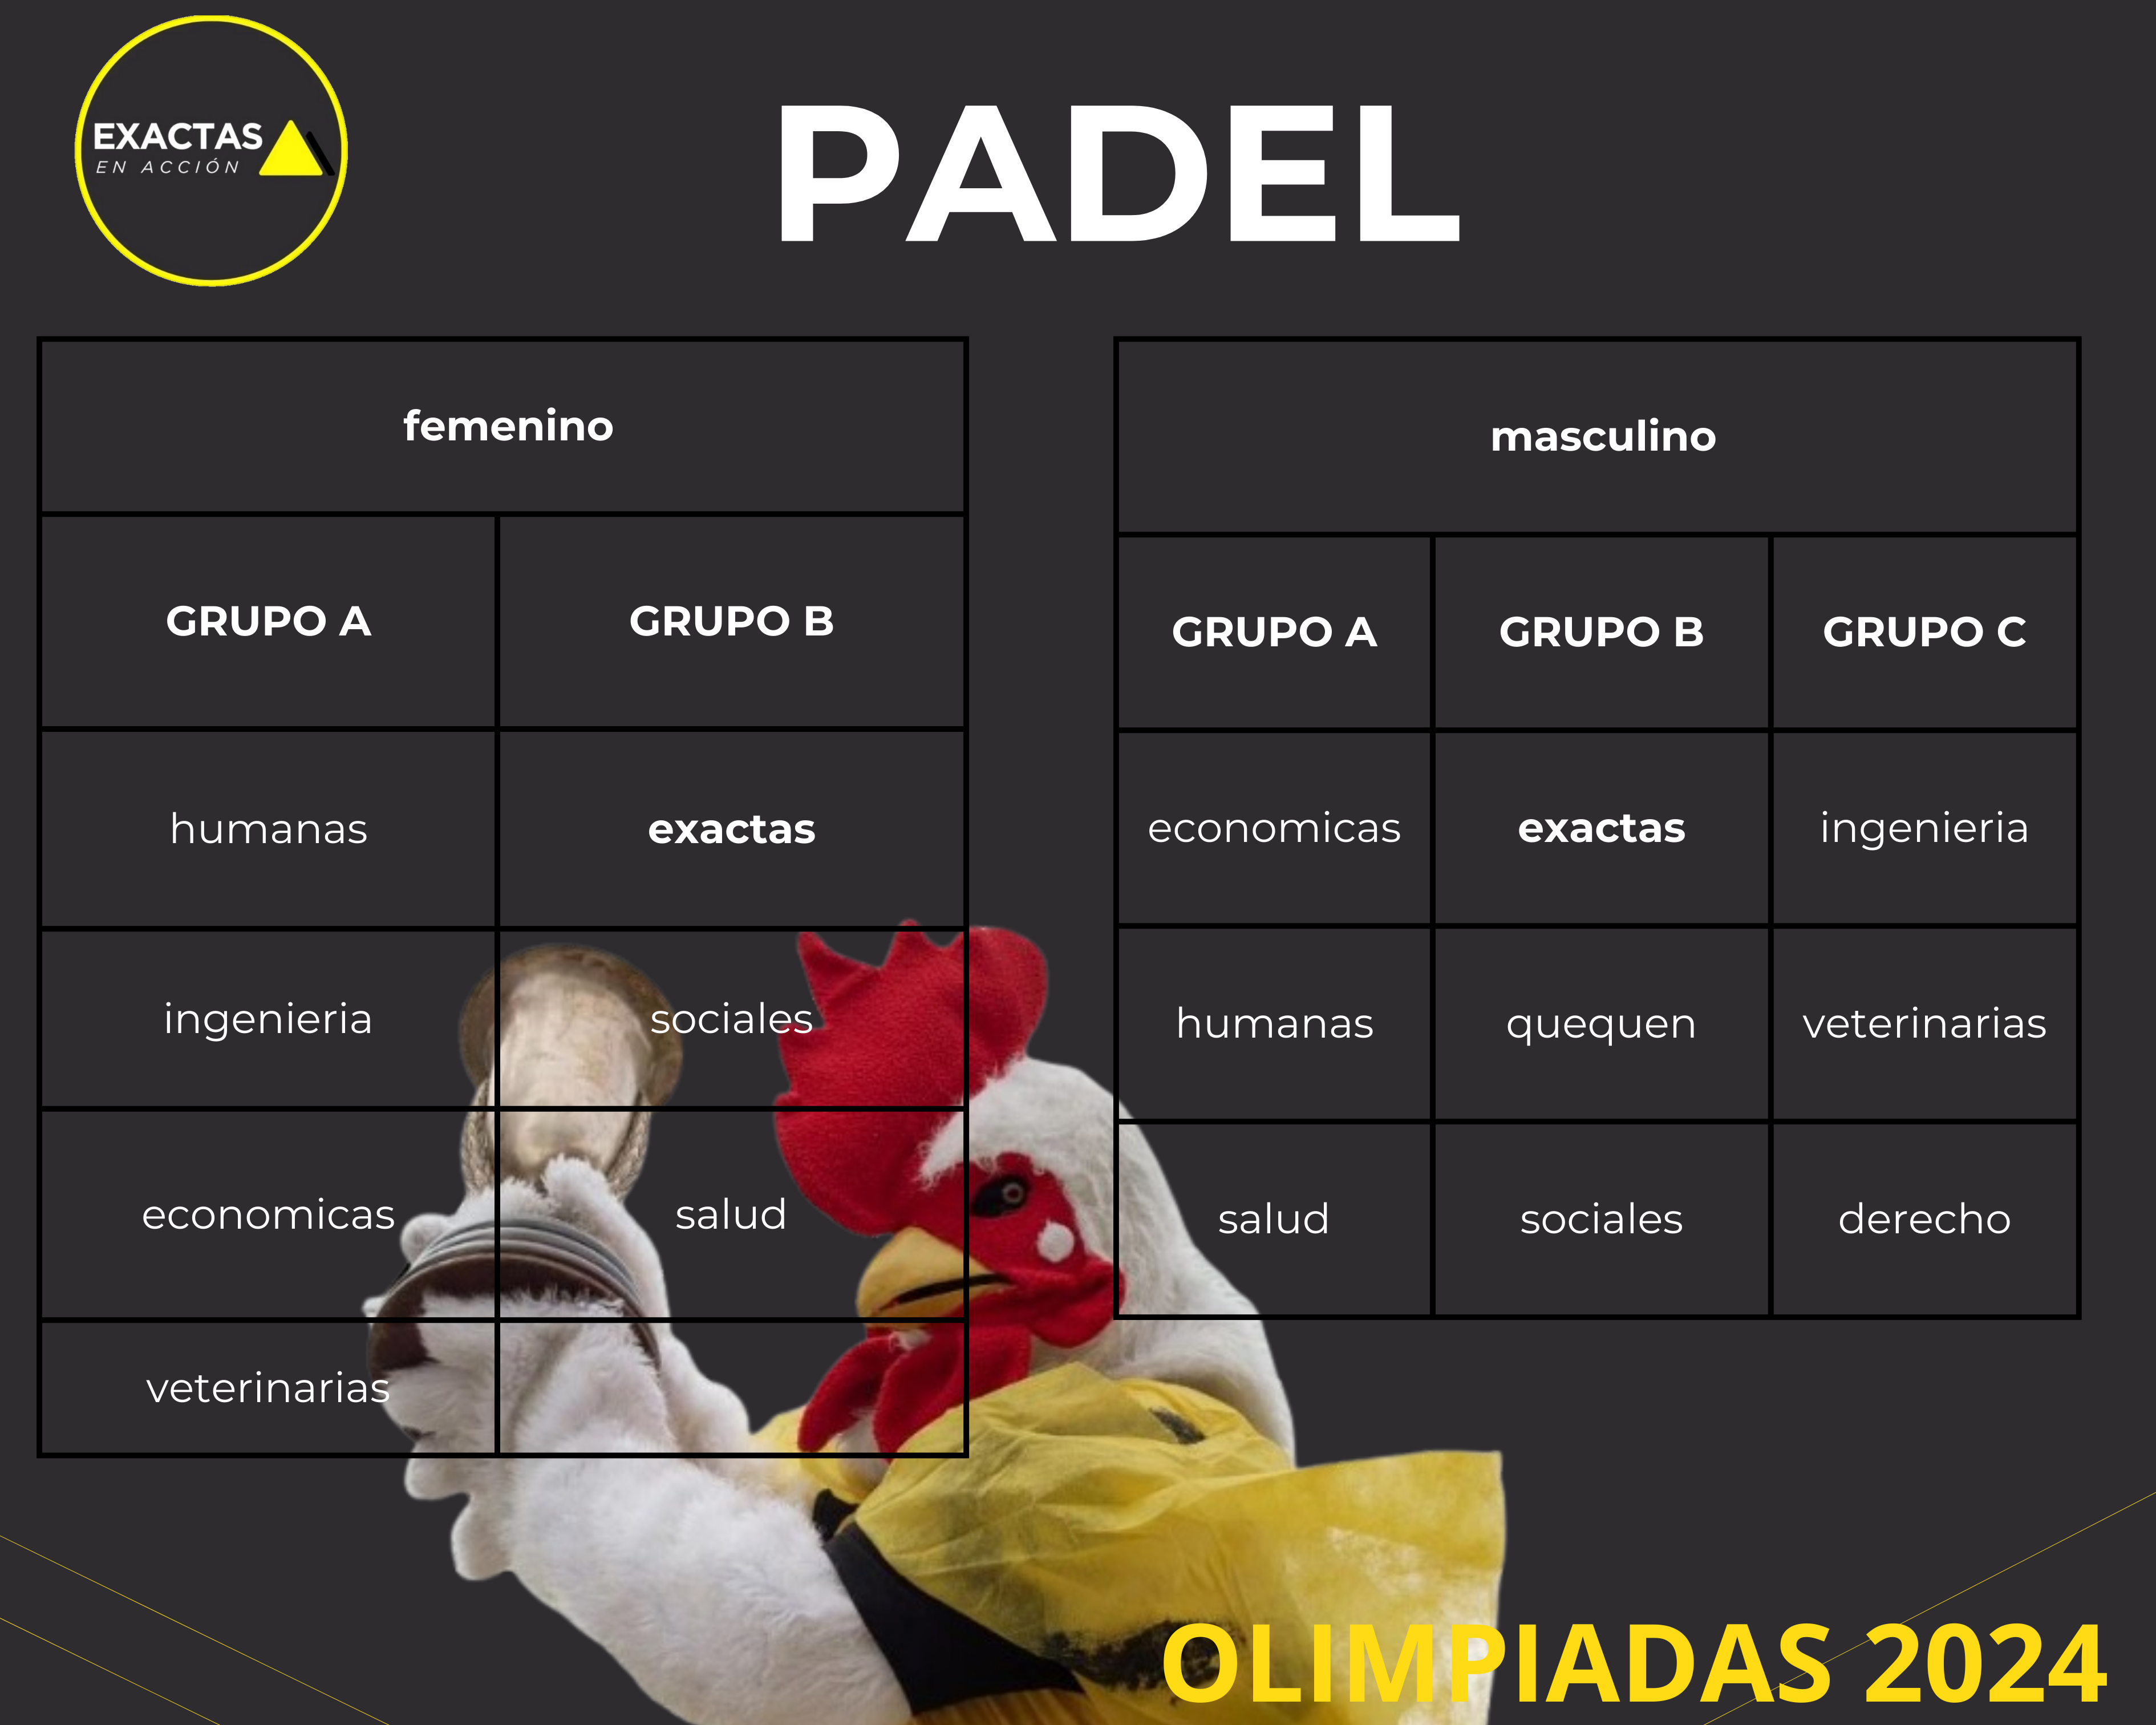 EXACTAS
EN ACCIÓN
PADEL
femenino
GRUPO A GRUPO B
humanas exactas
ingenieria sociales
economicas salud
veterinarias
masculino
GRUPO A GRUPO B GRUPO C
economicas exactas ingenieria
humanas quequen veterinarias
salud sociales derecho
OLIMPIADAS 2024